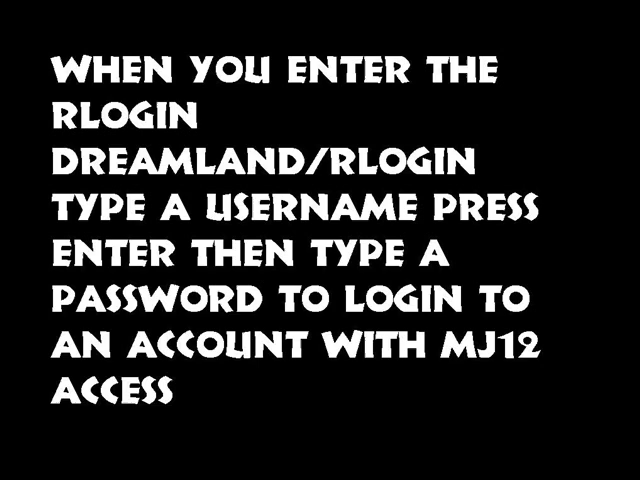 WHEN YOU ENTER THE
RLOGIN
DREAMLAND/RLOGIN
TYPE A USERNAME PRESS
ENTER THEN TYPE A
PASSWORD TO LOGIN TO
AN ACCOUNT WITH MJ12
ACCESS